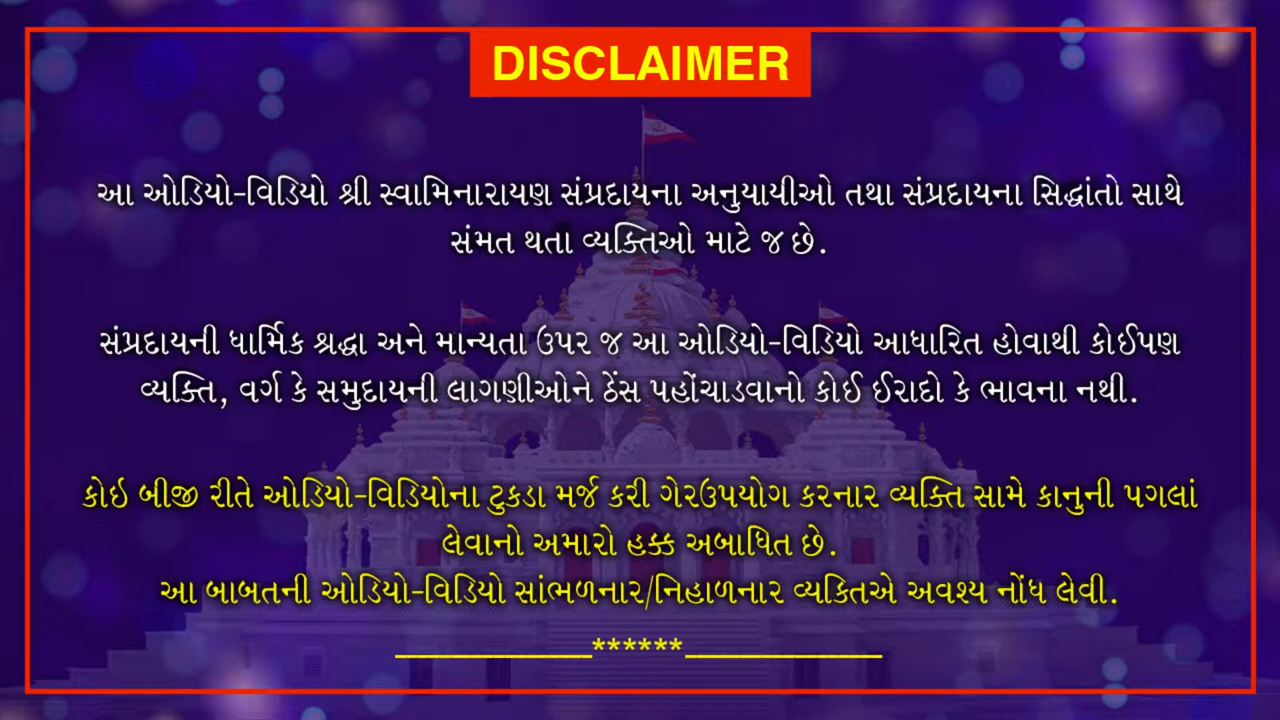 DISCLAIMER
આ ઓડિયો-વિડિયો શ્રી સ્વામિનારાયણ સંપ્રદાયના અનુયાયીઓ તથા સંપ્રદાયના સિદ્ધાંતો સાથે
સંમત થતા વ્યક્તિઓ માટે જ છે.
સંપ્રદાયની ધાર્મિક શ્રદ્ધા અને માન્યતા ઉપર જ આ ઓડિયો-વિડિયો આધારિત હોવાથી કોઈપણ
વ્યક્તિ, વર્ગ કે સમુદાયની લાગણીઓને ઠેંસ પહોંચાડવાનો કોઈ ઈરાદો કે ભાવના નથી.
કોઇ બીજી રીતે ઓડિયો-વિડિયોના ટુકડા મર્જ કરી ગેરઉપયોગ કરનાર વ્યક્તિ સામે કાનુની પગલાં
લેવાનો અમારો હક્ક અબાધિત છે.
આ બાબતની ઓડિયો-વિડિયો સાંભળનાર/નિહાળનાર વ્યકિતએ અવશ્ય નોંધ લેવી.
______________******______________